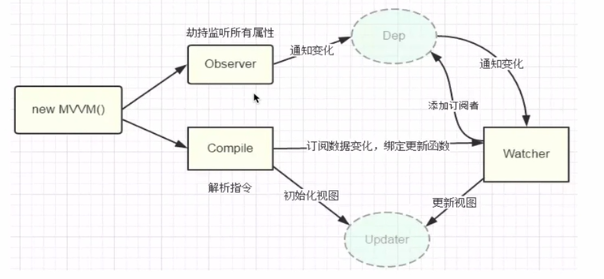 劫持监听所有属性
Dep
Observer
通知变化
通知变化
new MVVM()
添加订阅者
Compile
订阅数据变化，绑定更新函数
Watcher
解析指令
初始化视图
更新视图
Updater